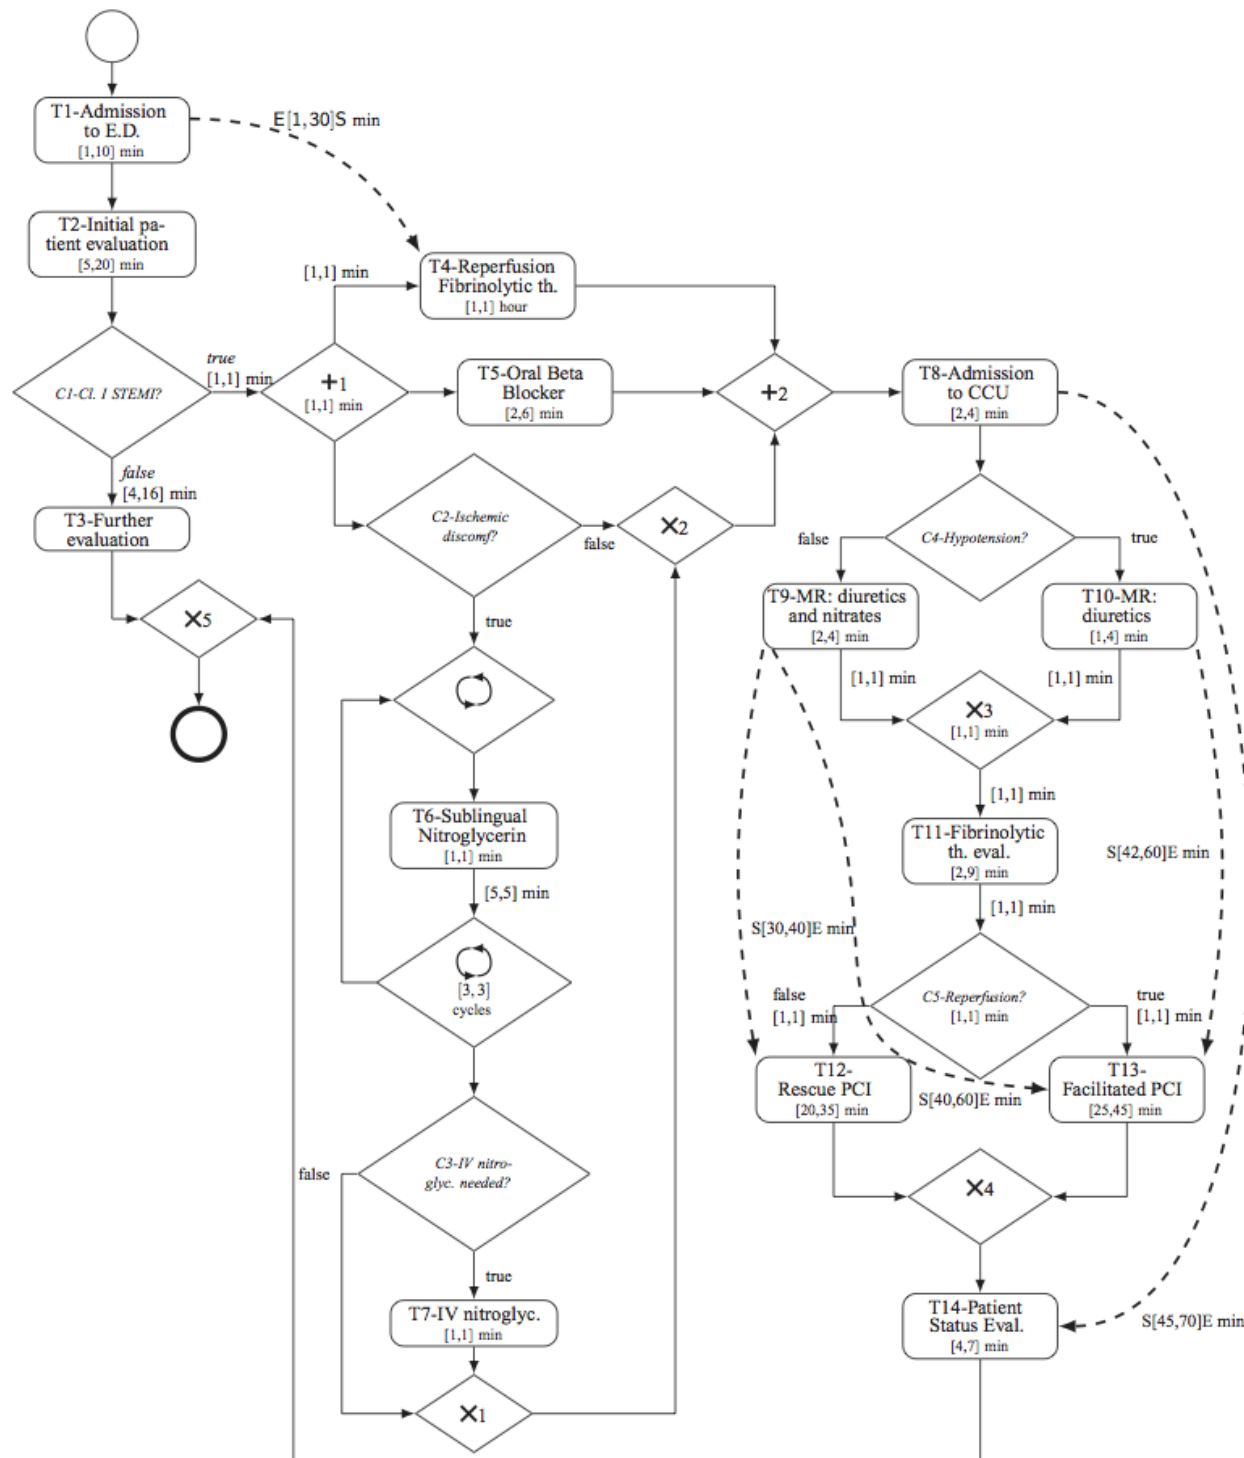 T1-Admission
to E.D.
[1,10] min
E[1,30]S min
T2-Initial pa-
tient evaluation
[5,20] min
C1-Cl. I STEMI?
true
[1,1] min
false
[4,16] min
T3-Further
evaluation
×5
+1
[1,1] min
[1,1] min
T4-Reperfusion
Fibrinolytic th.
[1,1] hour
T5-Oral Beta
Blocker
[2,6] min
C2-Ischemic
discomf?
false
×2
true
T6-Sublingual
Nitroglycerin
[1,1] min
[5,5] min
[3,3]
cycles
C3-IV nitro-
glyc. needed?
false
true
T7-IV nitroglyc.
[1,1] min
×1
+2
T8-Admission
to CCU
[2,4] min
C4-Hypotension?
false
true
T9-MR: diuretics
and nitrates
[2,4] min
T10-MR:
diuretics
[1,4] min
[1,1] min
[1,1] min
×3
[1,1] min
[1,1] min
T11-Fibrinolytic
th. eval.
[2,9] min
S[42,60]E min
[1,1] min
S[30,40]E min
C5-Reperfusion?
[1,1] min
false
[1,1] min
true
[1,1] min
T12-
Rescue PCI
[20,35] min
S[40,60]E min
T13-
Facilitated PCI
[25,45] min
×4
T14-Patient
Status Eval.
[4,7] min
S[45,70]E min